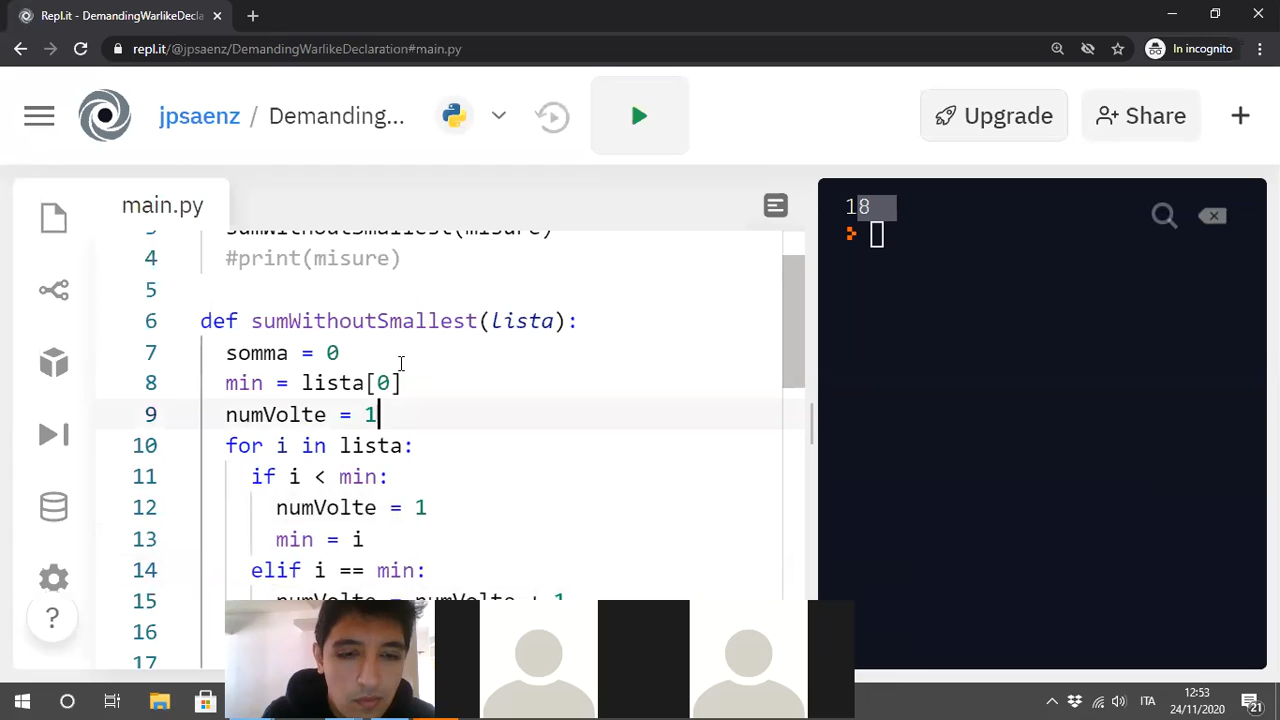 Repl.it - DemandingWarlikeDeclaration
repl.it/@jpsaenz/DemandingWarlikeDeclaration#main.py
In incognito
jpsaenz / Demanding...
Upgrade
Share
main.py
3 sumWithoutSmallest(misure)
4 #print(misure)
5
6 def sumWithoutSmallest(lista):
7 somma = 0
8 min = lista[0]
9 numVolte = 1
10 for i in lista:
11 if i < min:
12 numVolte = 1
13 min = i
14 elif i == min:
15 numVolte = numVolte + 1
16
17
18
?
ITA
12:53
24/11/2020
21